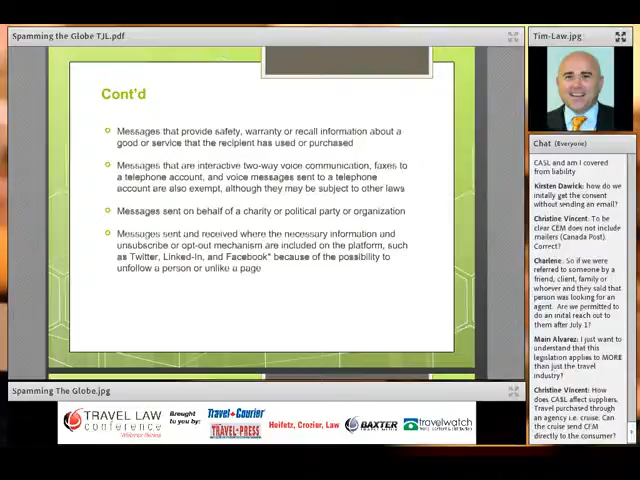 Spamming the Globe TJL.pdf
Cont'd
Messages that provide safety, warranty or recall information about a
good or service that the recipient has used or purchased
Messages that are interactive two-way voice communication, faxes to
a telephone account, and voice messages sent to a telephone
account are also exempt, although they may be subject to other laws
Messages sent on behalf of a charity or political party or organization
Messages sent and received where the necessary information and
unsubscribe or opt-out mechanism are included on the platform, such
as Twitter, Linked-In, and Facebook* because of the possibility to
unfollow a person or unlike a page
Spamming The Globe.jpg
TRAVEL LAW
conference
Webinar Series
Brought
to you by:
Travel Courier
TRAVEL PRESS
Heifetz, Crozier, Law
BAXTER
travelwatch
Tim-Law.jpg
Chat (Everyone)
CASL and am I covered
from liability
Kirsten Dawick: how do we
initally get the consent
without sending an email?
Christine Vincent: To be
clear CEM does not include
mailers (Canada Post).
Correct?
Charlene: So if we were
referred to someone by a
friend, client, family or
whoever and they said that
person was looking for an
agent. Are we permitted to
do an inital reach out to
them after July 1?
Main Alvarez: I just want to
understand that this
legislation applies to MORE
than just the travel
industry?
Christine Vincent: How
does CASL affect suppliers.
Travel purchased through
an agency i.e. cruise. Can
the cruise send CEM
directly to the consumer?